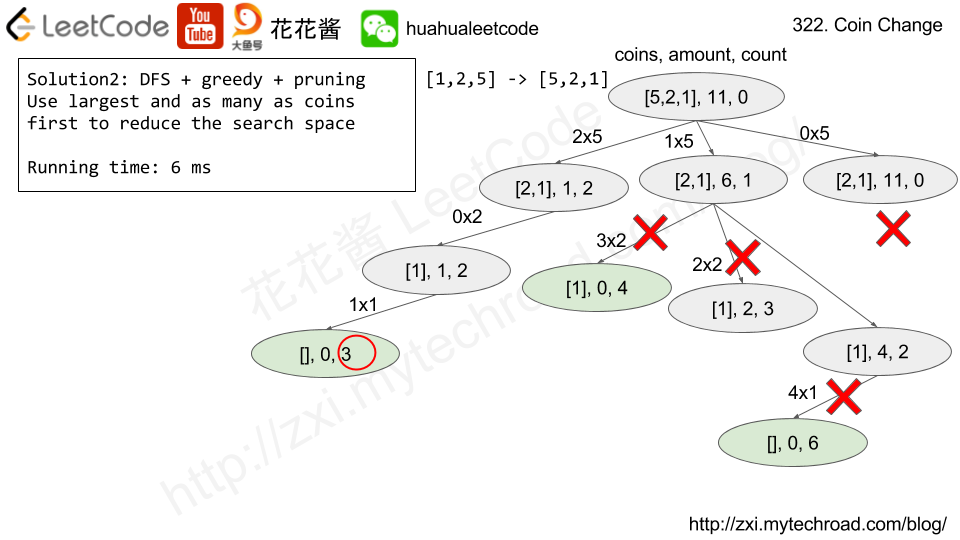 LeetCode
You
Tube
大鱼号
花花酱
huahualeetcode
322. Coin Change
Solution2: DFS + greedy + pruning
Use largest and as many as coins
first to reduce the search space
Running time: 6 ms
[1,2,5] -> [5,2,1]
coins, amount, count
[5,2,1], 11, 0
2x5
1x5
0x5
[2,1], 1, 2
[2,1], 6, 1
[2,1], 11, 0
0x2
3x2
2x2
[1], 1, 2
[1], 0, 4
[1], 2, 3
1x1
[], 0, 3
[1], 4, 2
4x1
[], 0, 6
花花酱 LeetCode
http://zxi.mytechroad.com/blog/
http://zxi.mytechroad.com/blog/